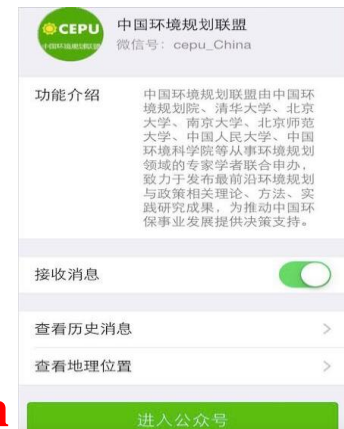 CEPU
中国环境规划联盟
中国环境规划联盟
微信号: cepu_China
功能介绍
中国环境规划联盟由中国环
境规划院、清华大学、北京
大学、南京大学、北京师范
大学、中国人民大学、中国
环境科学院等从事环境规划
领域的专家学者联合申办,
致力于发布最前沿环境规划
与政策相关理论、方法、实
践研究成果, 为推动中国环
保事业发展提供决策支持。
接收消息
查看历史消息
查看地理位置
进入公众号